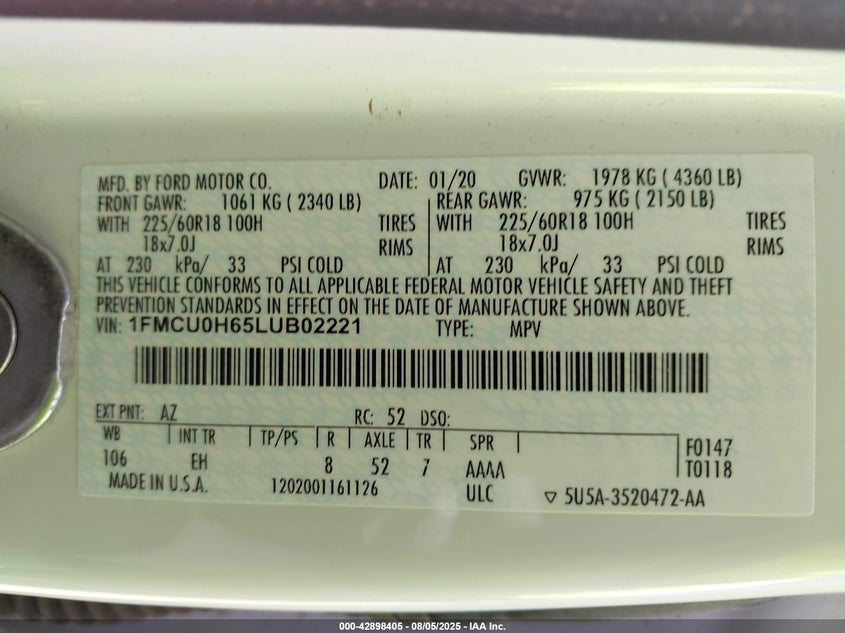 MFD. BY FORD MOTOR CO. DATE: 01/20 GVWR: 1978 KG ( 4360 LB)
FRONT GAWR: 1061 KG ( 2340 LB) REAR GAWR: 975 KG ( 2150 LB)
WITH 225/60R18 100H TIRES WITH 225/60R18 100H TIRES
18x7.0J RIMS 18x7.0J RIMS
AT 230 kPa/ 33 PSI COLD AT 230 kPa/ 33 PSI COLD
THIS VEHICLE CONFORMS TO ALL APPLICABLE FEDERAL MOTOR VEHICLE SAFETY AND THEFT
PREVENTION STANDARDS IN EFFECT ON THE DATE OF MANUFACTURE SHOWN ABOVE.
VIN: 1FMCU0H65LUB02221 TYPE: MPV
EXT PNT: AZ RC: 52 DSO:
WB INT TR TP/PS R AXLE TR SPR F0147
106 EH 8 52 7 AAAA T0118
MADE IN U.S.A. 1202001161126 ULC ▽ 5U5A-3520472-AA
000-42898405 - 08/05/2025 - IAA Inc.